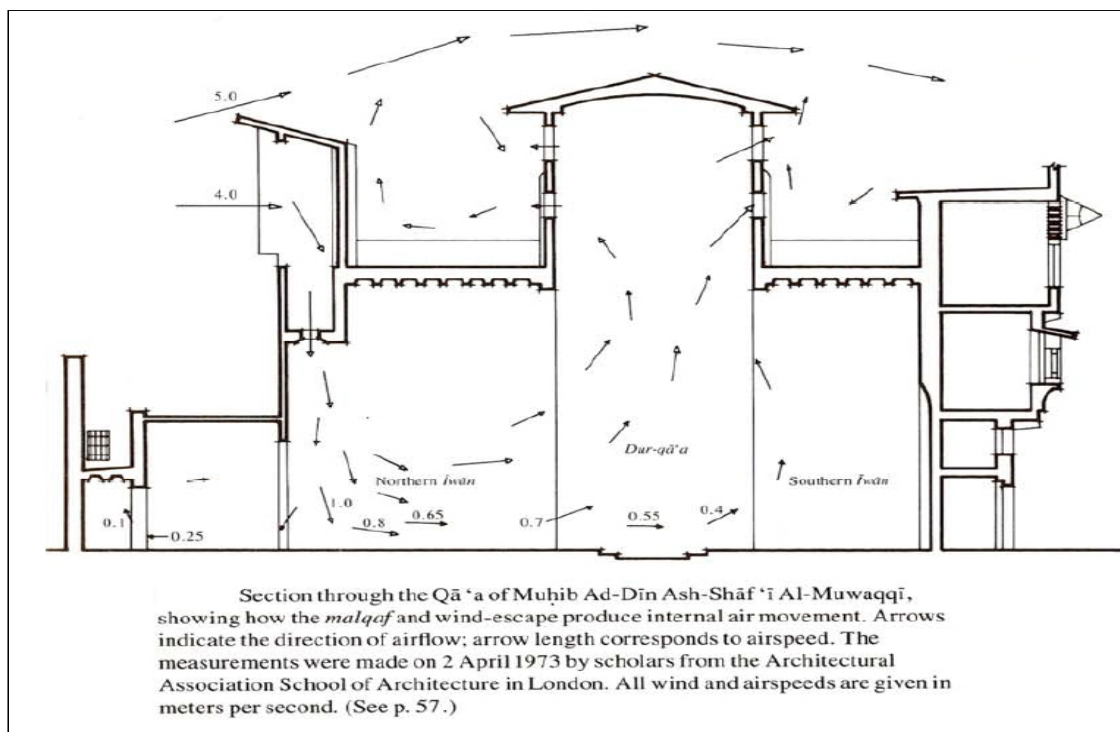 5.0
4.0
Dur-qā‘a
Northern Īwān
Southern Īwān
1.0
0.1
0.8
0.65
0.7
0.55
0.4
0.25
Section through the Qā ‘a of Muḥib Ad-Dīn Ash-Shāf ‘ī Al-Muwaqqī,
showing how the malqaf and wind-escape produce internal air movement. Arrows
indicate the direction of airflow; arrow length corresponds to airspeed. The
measurements were made on 2 April 1973 by scholars from the Architectural
Association School of Architecture in London. All wind and airspeeds are given in
meters per second. (See p. 57.)